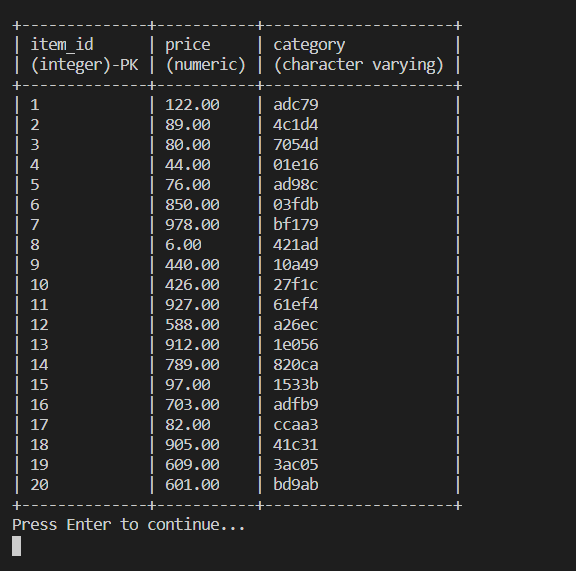 +--------------+-----------+---------------------+
| item_id      | price     | category            |
| (integer)-PK | (numeric) | (character varying) |
+--------------+-----------+---------------------+
| 1            | 122.00    | adc79               |
| 2            | 89.00     | 4c1d4               |
| 3            | 80.00     | 7054d               |
| 4            | 44.00     | 01e16               |
| 5            | 76.00     | ad98c               |
| 6            | 850.00    | 03fdb               |
| 7            | 978.00    | bf179               |
| 8            | 6.00      | 421ad               |
| 9            | 440.00    | 10a49               |
| 10           | 426.00    | 27f1c               |
| 11           | 927.00    | 61ef4               |
| 12           | 588.00    | a26ec               |
| 13           | 912.00    | 1e056               |
| 14           | 789.00    | 820ca               |
| 15           | 97.00     | 1533b               |
| 16           | 703.00    | adfb9               |
| 17           | 82.00     | ccaa3               |
| 18           | 905.00    | 41c31               |
| 19           | 609.00    | 3ac05               |
| 20           | 601.00    | bd9ab               |
+--------------+-----------+---------------------+
Press Enter to continue...